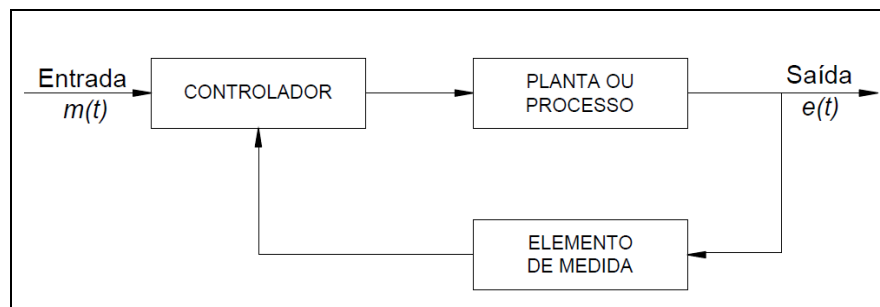 Entrada
m(t)
CONTROLADOR
PLANTA OU
PROCESSO
Saída
e(t)
ELEMENTO
DE MEDIDA